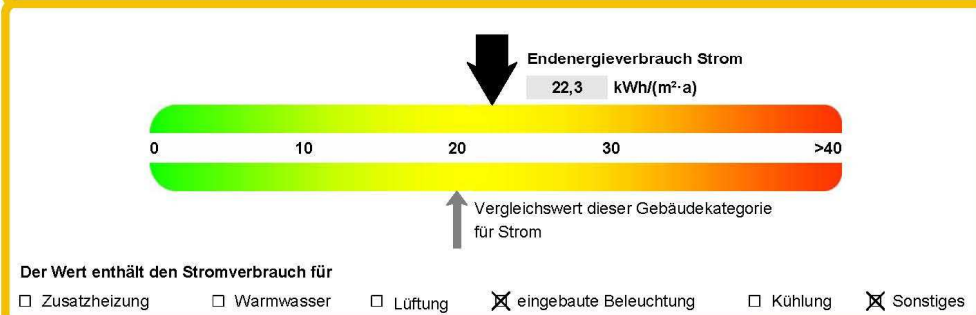 Endenergieverbrauch Strom
22,3 kWh/(m²·a)
0 10 20 30 >40
Vergleichswert dieser Gebäudekategorie
für Strom
Der Wert enthält den Stromverbrauch für
☐ Zusatzheizung ☐ Warmwasser ☐ Lüftung ☒ eingebaute Beleuchtung ☐ Kühlung ☒ Sonstiges